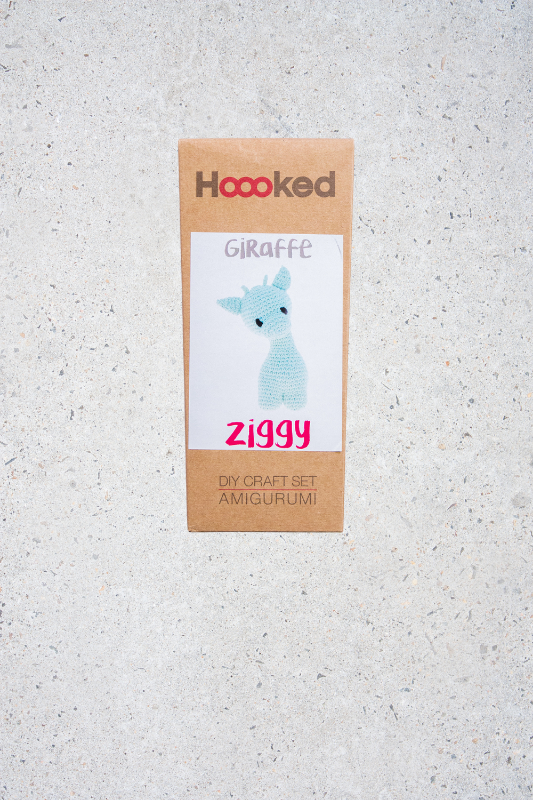 Hoooked
GiRaffe
Ziggy
DIY CRAFT SET
AMIGURUMI